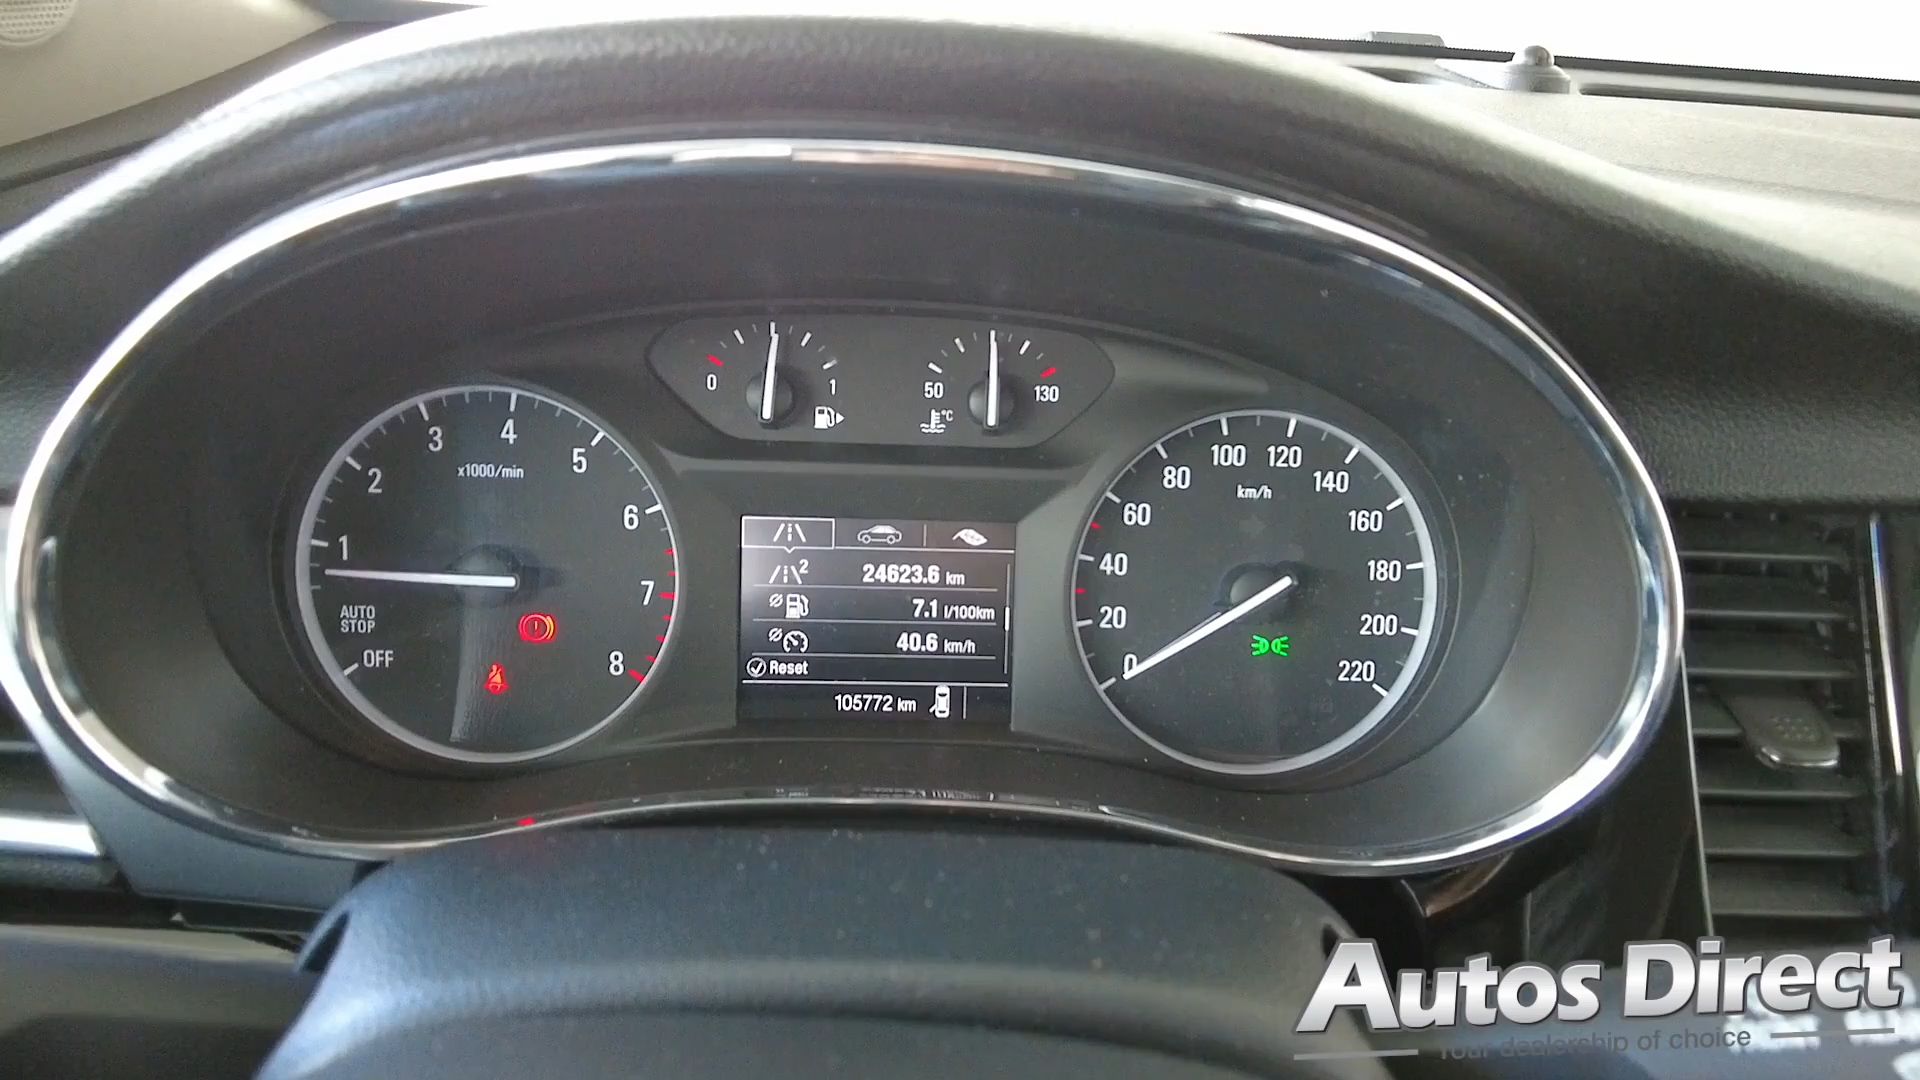 0 1
50 °C 130
1 2 3 4 5 6 7 8
x1000/min
AUTO
STOP
OFF
2 24623.6 km
7.1 l/100km
40.6 km/h
Reset
105772 km
0 20 40 60 80 100 120 140 160 180 200 220
km/h
Autos Direct
Your dealership of choice